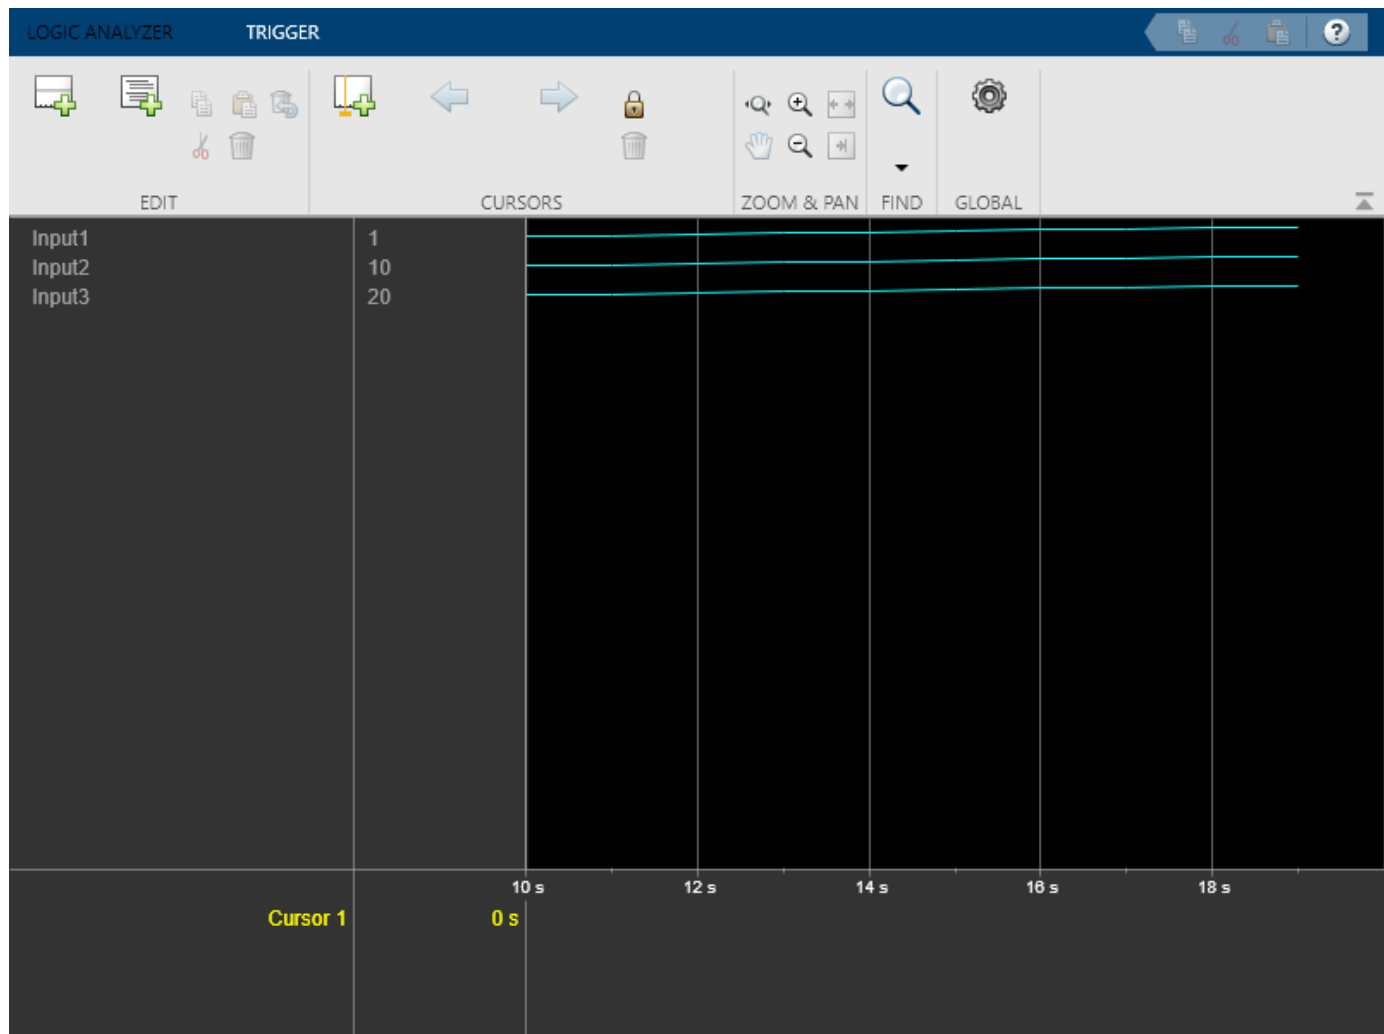 LOGIC ANALYZER TRIGGER ?
EDIT CURSORS ZOOM & PAN FIND GLOBAL
Input1 1
Input2 10
Input3 20
10 s 12 s 14 s 16 s 18 s
Cursor 1 0 s